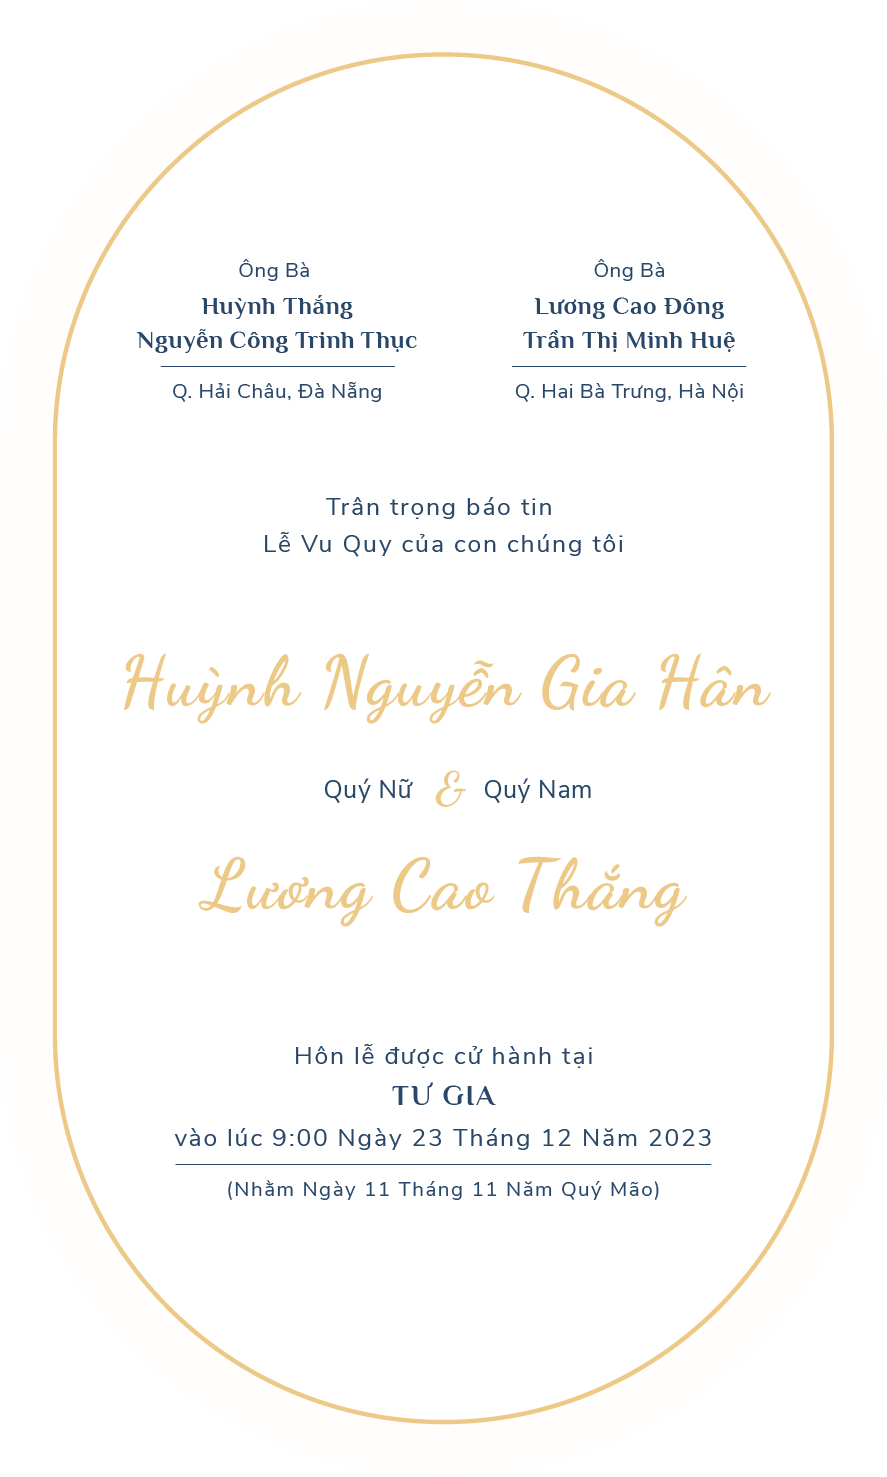 Ông Bà
Huỳnh Thắng
Nguyễn Công Trinh Thục
Q. Hải Châu, Đà Nẵng
Ông Bà
Lương Cao Đông
Trần Thị Minh Huệ
Q. Hai Bà Trưng, Hà Nội
Trân trọng báo tin
Lễ Vu Quy của con chúng tôi
Huỳnh Nguyễn Gia Hân
Quý Nữ & Quý Nam
Lương Cao Thắng
Hôn lễ được cử hành tại
TƯ GIA
vào lúc 9:00 Ngày 23 Tháng 12 Năm 2023
(Nhằm Ngày 11 Tháng 11 Năm Quý Mão)